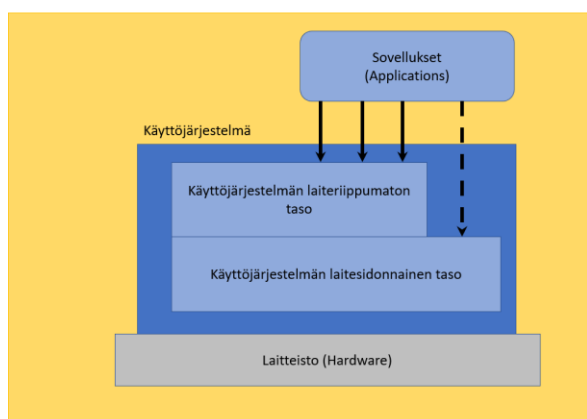 Sovellukset
(Applications)
Käyttöjärjestelmä
Käyttöjärjestelmän laiteriippumaton
taso
Käyttöjärjestelmän laitesidonnainen taso
Laitteisto (Hardware)